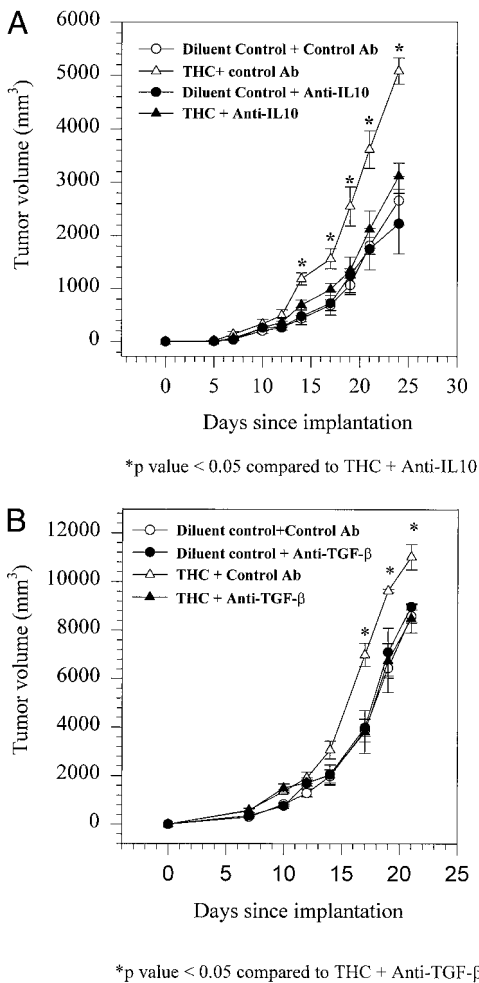 A
6000
5000
4000
3000
2000
1000
0
Tumor volume (mm³)
Diluent Control + Control Ab
THC+ control Ab
Diluent Control + Anti-IL10
THC + Anti-IL10
* * * * * *
0 5 10 15 20 25 30
Days since implantation
*p value < 0.05 compared to THC + Anti-IL10
B
12000
10000
8000
6000
4000
2000
0
Tumor volume (mm³)
Diluent control+Control Ab
Diluent control + Anti-TGF-β
THC + Control Ab
THC + Anti-TGF-β
* * *
0 5 10 15 20 25
Days since implantation
*p value < 0.05 compared to THC + Anti-TGF-β